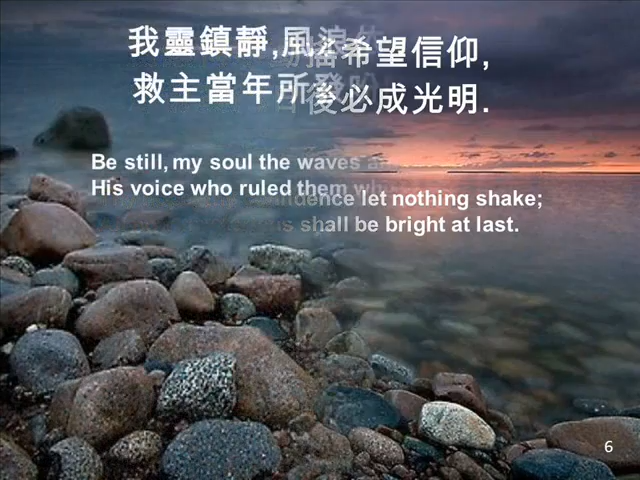 我靈鎮靜,風 希望信仰,
救主當年所 後必成光明.
Be still, my soul the waves
His voice who ruled them
let nothing shake;
shall be bright at last.
6